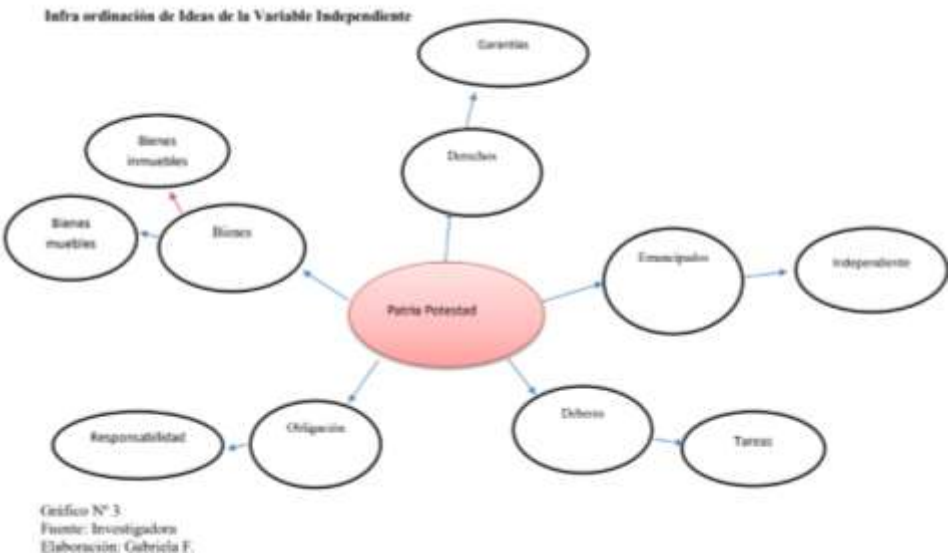 Infra ordinación de Ideas de la Variable Independiente
Garantías
Derechos
Bienes
inmuebles
Bienes
muebles
Bienes
Emancipados
Independiente
Patria Potestad
Obligación
Responsabilidad
Deberes
Tareas
Gráfico Nº 3
Fuente: Investigadora
Elaboración: Gabriela F.